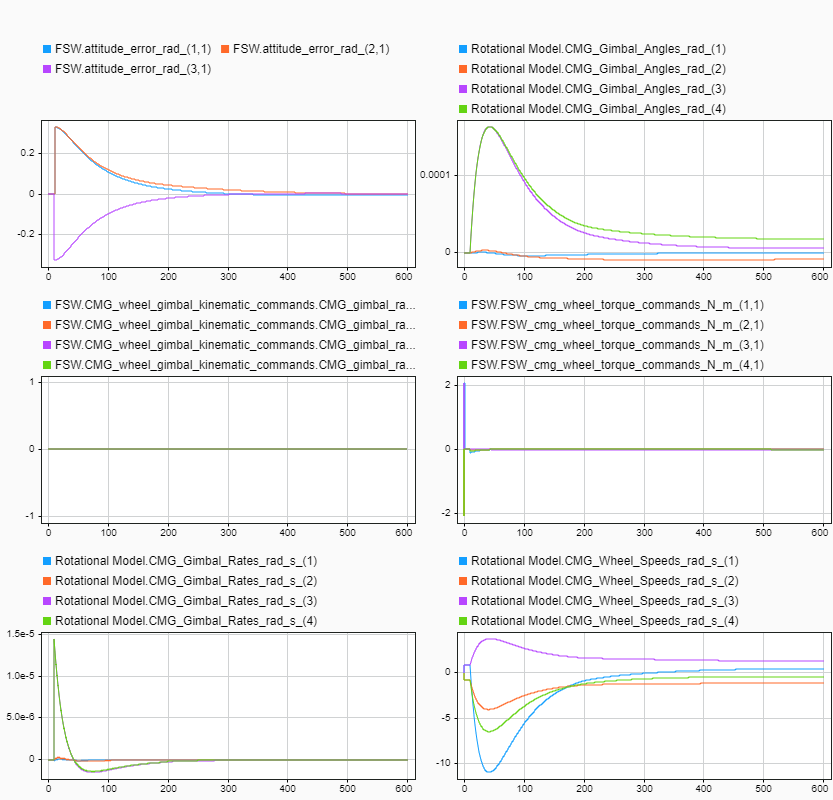 FSW.attitude_error_rad_(1,1) FSW.attitude_error_rad_(2,1)
FSW.attitude_error_rad_(3,1)
0.2
0
-0.2
0 100 200 300 400 500 600
Rotational Model.CMG_Gimbal_Angles_rad_(1)
Rotational Model.CMG_Gimbal_Angles_rad_(2)
Rotational Model.CMG_Gimbal_Angles_rad_(3)
Rotational Model.CMG_Gimbal_Angles_rad_(4)
0.0001
0
0 100 200 300 400 500 600
FSW.CMG_wheel_gimbal_kinematic_commands.CMG_gimbal_ra...
FSW.CMG_wheel_gimbal_kinematic_commands.CMG_gimbal_ra...
FSW.CMG_wheel_gimbal_kinematic_commands.CMG_gimbal_ra...
FSW.CMG_wheel_gimbal_kinematic_commands.CMG_gimbal_ra...
1
0
-1
0 100 200 300 400 500 600
FSW.FSW_cmg_wheel_torque_commands_N_m_(1,1)
FSW.FSW_cmg_wheel_torque_commands_N_m_(2,1)
FSW.FSW_cmg_wheel_torque_commands_N_m_(3,1)
FSW.FSW_cmg_wheel_torque_commands_N_m_(4,1)
2
0
-2
0 100 200 300 400 500 600
Rotational Model.CMG_Gimbal_Rates_rad_s_(1)
Rotational Model.CMG_Gimbal_Rates_rad_s_(2)
Rotational Model.CMG_Gimbal_Rates_rad_s_(3)
Rotational Model.CMG_Gimbal_Rates_rad_s_(4)
1.5e-5
1.0e-5
5.0e-6
0
0 100 200 300 400 500 600
Rotational Model.CMG_Wheel_Speeds_rad_s_(1)
Rotational Model.CMG_Wheel_Speeds_rad_s_(2)
Rotational Model.CMG_Wheel_Speeds_rad_s_(3)
Rotational Model.CMG_Wheel_Speeds_rad_s_(4)
0
-5
-10
0 100 200 300 400 500 600